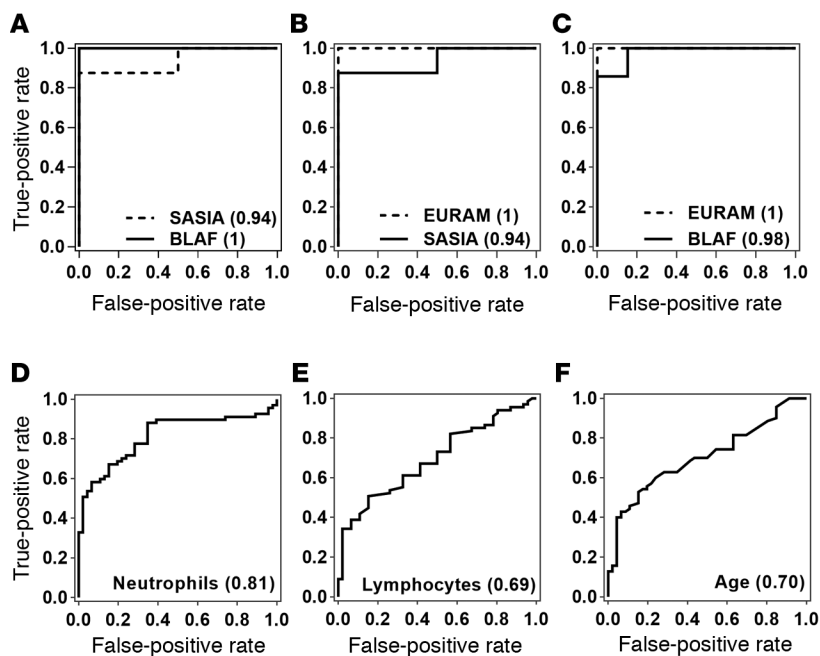 A
B
C
True-positive rate
1.0
0.8
0.6
0.4
0.2
0.0
SASIA (0.94)
BLAF (1)
0.0 0.2 0.4 0.6 0.8 1.0
False-positive rate
1.0
0.8
0.6
0.4
0.2
0.0
EURAM (1)
SASIA (0.94)
0.0 0.2 0.4 0.6 0.8 1.0
False-positive rate
1.0
0.8
0.6
0.4
0.2
0.0
EURAM (1)
BLAF (0.98)
0.0 0.2 0.4 0.6 0.8 1.0
False-positive rate
D
E
F
True-positive rate
1.0
0.8
0.6
0.4
0.2
0.0
Neutrophils (0.81)
0.0 0.2 0.4 0.6 0.8 1.0
False-positive rate
1.0
0.8
0.6
0.4
0.2
0.0
Lymphocytes (0.69)
0.0 0.2 0.4 0.6 0.8 1.0
False-positive rate
1.0
0.8
0.6
0.4
0.2
0.0
Age (0.70)
0.0 0.2 0.4 0.6 0.8 1.0
False-positive rate